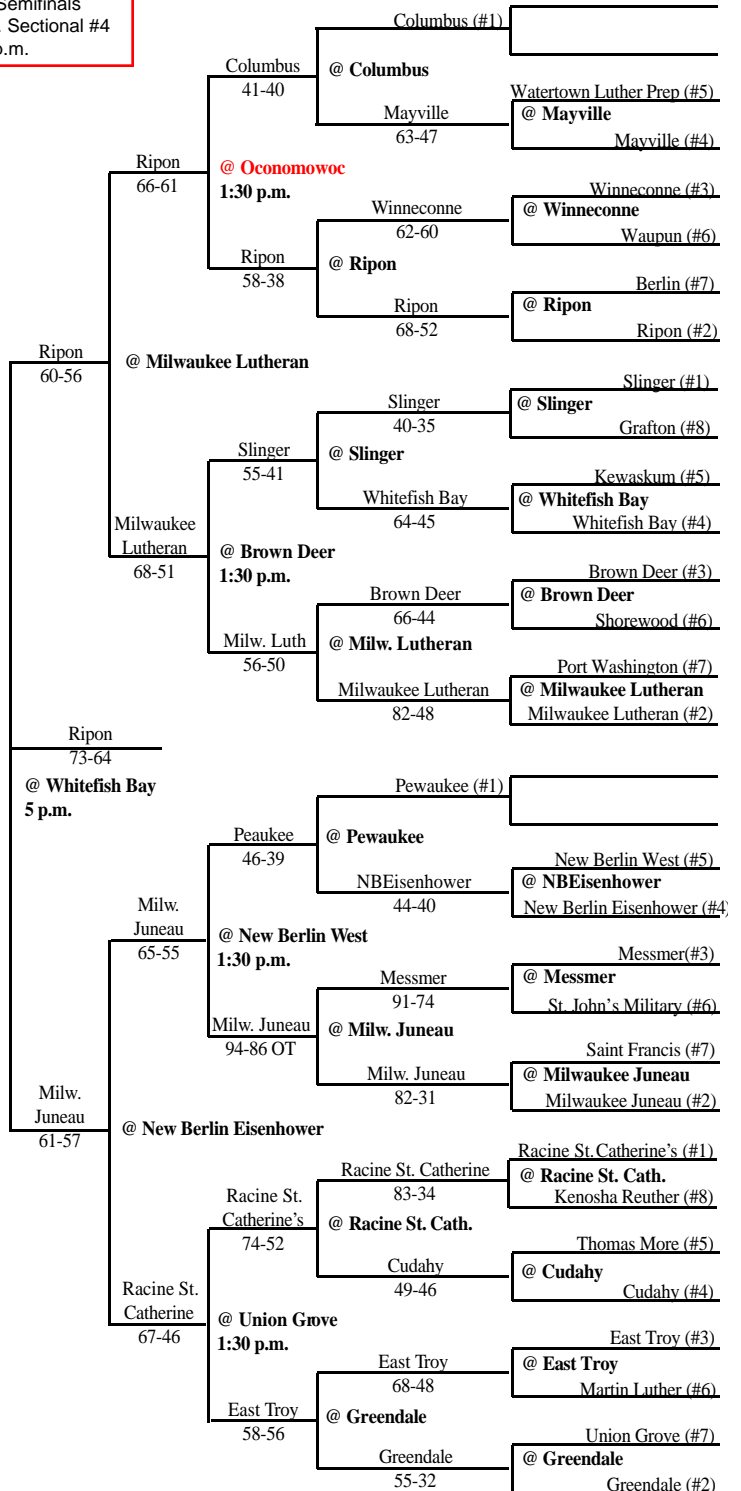 Semifinals
. Sectional #4
p.m.
Columbus (#1)
Columbus
41-40
@ Columbus
Watertown Luther Prep (#5)
Mayville
63-47
@ Mayville
Mayville (#4)
Ripon
66-61
@ Oconomowoc
1:30 p.m.
Winneconne (#3)
Winneconne
62-60
@ Winneconne
Waupun (#6)
Ripon
58-38
@ Ripon
Berlin (#7)
Ripon
68-52
@ Ripon
Ripon (#2)
Ripon
60-56
@ Milwaukee Lutheran
Slinger (#1)
Slinger
40-35
@ Slinger
Grafton (#8)
Slinger
55-41
@ Slinger
Kewaskum (#5)
Whitefish Bay
64-45
@ Whitefish Bay
Whitefish Bay (#4)
Milwaukee
Lutheran
68-51
@ Brown Deer
1:30 p.m.
Brown Deer (#3)
Brown Deer
66-44
@ Brown Deer
Shorewood (#6)
Milw. Luth
56-50
@ Milw. Lutheran
Port Washington (#7)
Milwaukee Lutheran
82-48
@ Milwaukee Lutheran
Milwaukee Lutheran (#2)
Ripon
73-64
@ Whitefish Bay
5 p.m.
Pewaukee (#1)
Peaukee
46-39
@ Pewaukee
New Berlin West (#5)
NBEisenhower
44-40
@ NBEisenhower
New Berlin Eisenhower (#4)
Milw.
Juneau
65-55
@ New Berlin West
1:30 p.m.
Messmer(#3)
Messmer
91-74
@ Messmer
St. John's Military (#6)
Milw. Juneau
94-86 OT
@ Milw. Juneau
Saint Francis (#7)
Milw. Juneau
82-31
@ Milwaukee Juneau
Milwaukee Juneau (#2)
Milw.
Juneau
61-57
@ New Berlin Eisenhower
Racine St. Catherine's (#1)
Racine St. Catherine
83-34
@ Racine St. Cath.
Kenosha Reuther (#8)
Racine St.
Catherine's
74-52
@ Racine St. Cath.
Thomas More (#5)
Cudahy
49-46
@ Cudahy
Cudahy (#4)
Racine St.
Catherine
67-46
@ Union Grove
1:30 p.m.
East Troy (#3)
East Troy
68-48
@ East Troy
Martin Luther (#6)
East Troy
58-56
@ Greendale
Union Grove (#7)
Greendale
55-32
@ Greendale
Greendale (#2)